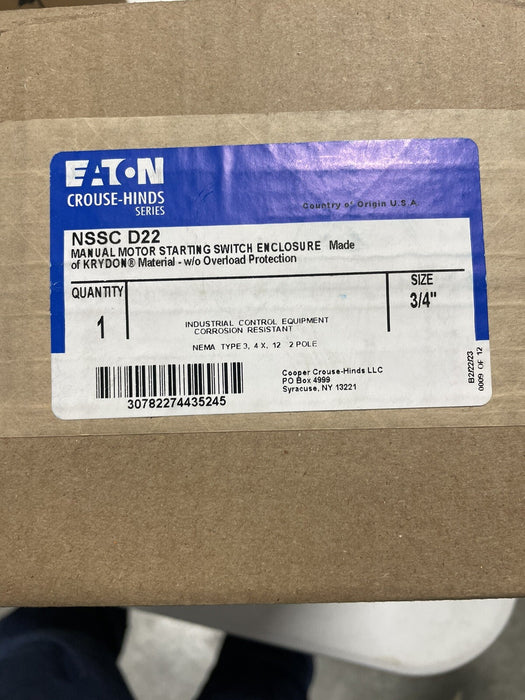 EATON
CROUSE-HINDS
SERIES
Country of Origin U.S.A.
NSSC D22
MANUAL MOTOR STARTING SWITCH ENCLOSURE Made
of KRYDON® Material - w/o Overload Protection
QUANTITY
1
SIZE
3/4"
INDUSTRIAL CONTROL EQUIPMENT
CORROSION RESISTANT
NEMA TYPE 3, 4 X, 12 2 POLE
30782274435245
Cooper Crouse-Hinds LLC
PO Box 4999
Syracuse, NY 13221
B2/22/23
0009 OF 12